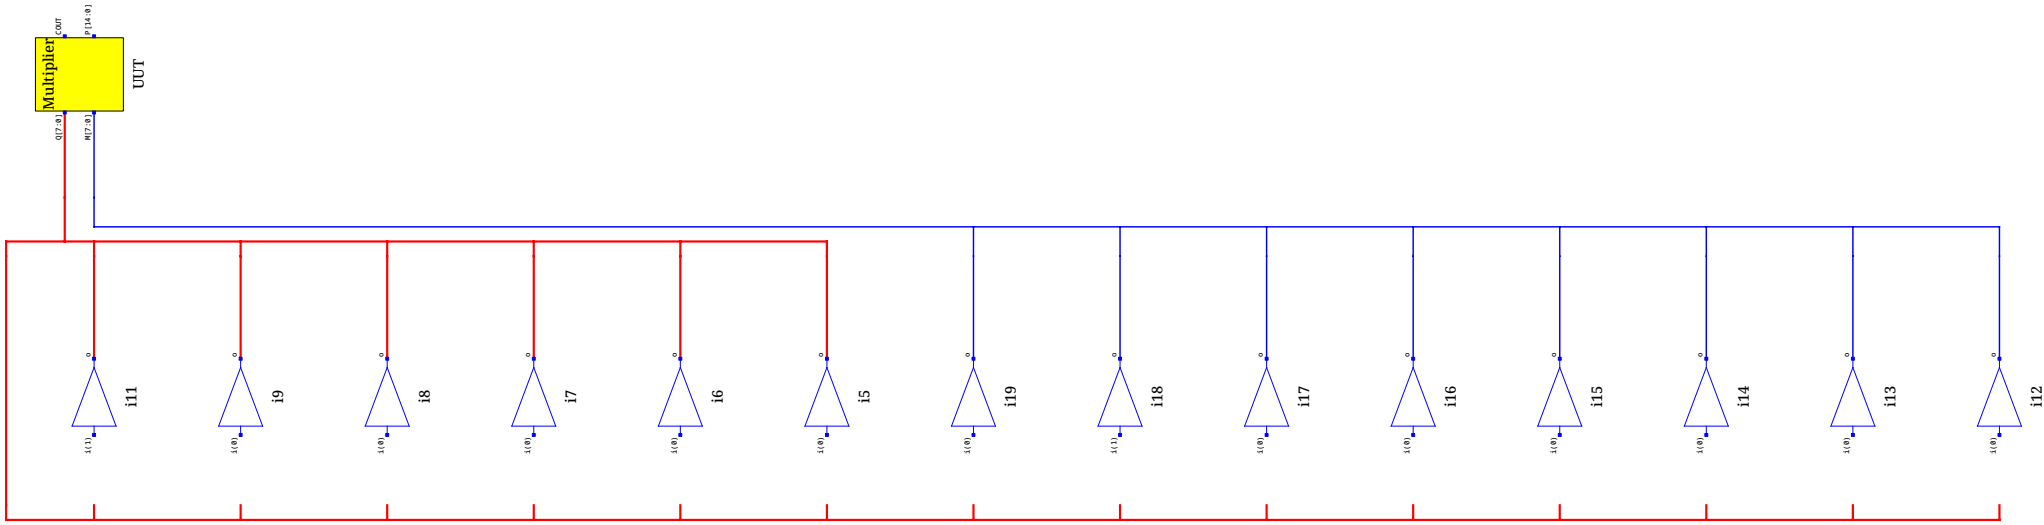 COUT
P[14:0]
Multiplier
UUT
Q[7:0]
M[7:0]
o
o
o
o
o
o
o
o
o
o
o
o
o
o
i11
i9
i8
i7
i6
i5
i19
i18
i17
i16
i15
i14
i13
i12
i(1)
i(0)
i(0)
i(0)
i(0)
i(0)
i(0)
i(1)
i(0)
i(0)
i(0)
i(0)
i(0)
i(0)